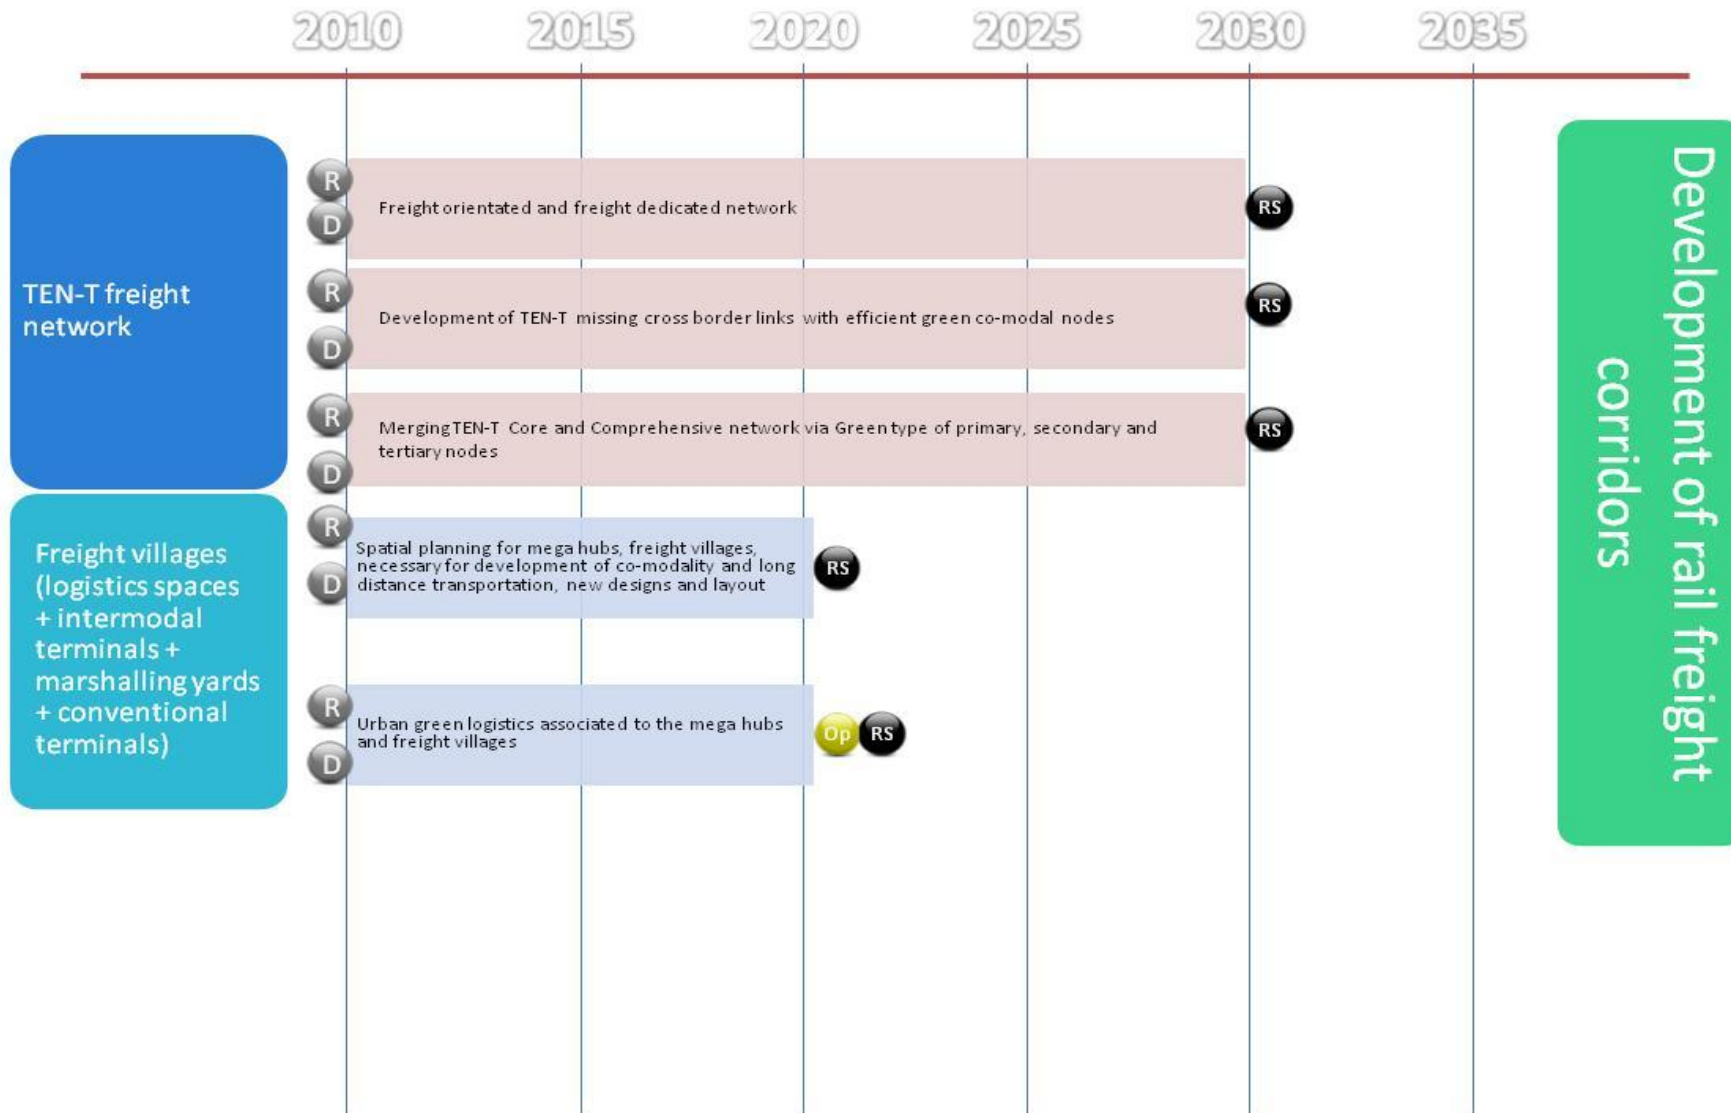 2010 2015 2020 2025 2030 2035
TEN-T freight
network
R
D
Freight orientated and freight dedicated network
RS
R
D
Development of TEN-T missing cross border links with efficient green co-modal nodes
RS
R
D
Merging TEN-T Core and Comprehensive network via Green type of primary, secondary and
tertiary nodes
RS
Freight villages
(logistics spaces
+ intermodal
terminals +
marshalling yards
+ conventional
terminals)
R
D
Spatial planning for mega hubs, freight villages,
necessary for development of co-modality and long
distance transportation, new designs and layout
RS
R
D
Urban green logistics associated to the mega hubs
and freight villages
Op
RS
Development of rail freight
corridors